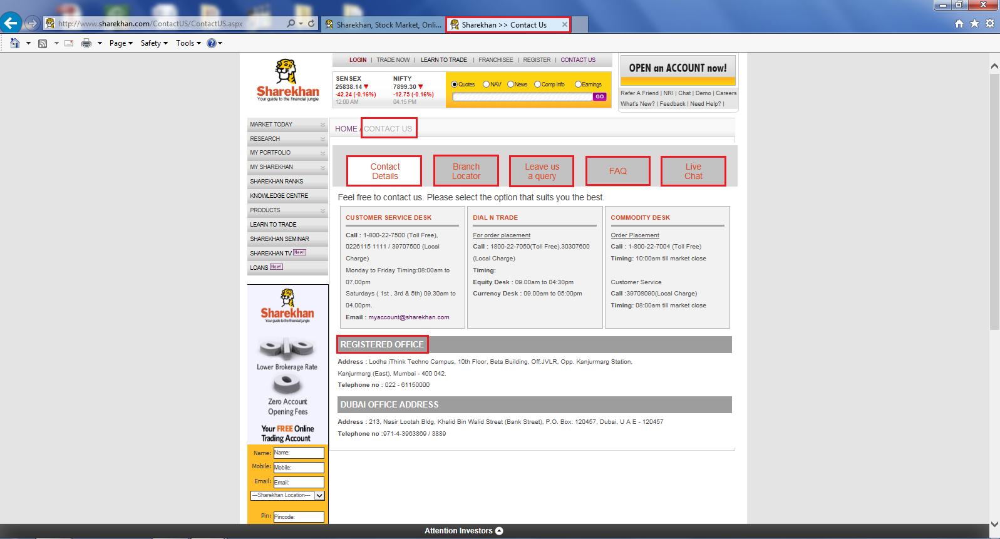 http://www.sharekhan.com/ContactUS/ContactUS.aspx
Sharekhan, Stock Market, Onli...
Sharekhan >> Contact Us
Page
Safety
Tools
Sharekhan
Your guide to the financial jungle
LOGIN | TRADE NOW | LEARN TO TRADE | FRANCHISEE | REGISTER | CONTACT US
SENSEX
25838.14
-42.24 (-0.16%)
12:00 AM
NIFTY
7899.30
-12.75 (-0.16%)
04:15 PM
Quotes NAV News Comp Info Earnings
GO
OPEN an ACCOUNT now!
Refer A Friend | NRI | Chat | Demo | Careers
What's New? | Feedback | Need Help? |
MARKET TODAY
RESEARCH
MY PORTFOLIO
MY SHAREKHAN
SHAREKHAN RANKS
KNOWLEDGE CENTRE
PRODUCTS
LEARN TO TRADE
SHAREKHAN SEMINAR
SHAREKHAN TV New!
LOANS New!
HOME / CONTACT US
Contact
Details
Branch
Locator
Leave us
a query
FAQ
Live
Chat
Feel free to contact us. Please select the option that suits you the best.
CUSTOMER SERVICE DESK
Call : 1-800-22-7500 (Toll Free),
0226115 1111 / 39707500 (Local
Charge)
Monday to Friday Timing:08:00am to
07.00pm
Saturdays ( 1st , 3rd & 5th) 09.30am to
04.00pm.
Email : myaccount@sharekhan.com
DIAL N TRADE
For order placement
Call : 1800-22-7050(Toll Free),30307600
(Local Charge)
Timing:
Equity Desk : 09.00am to 04:30pm
Currency Desk : 09.00am to 05:00pm
COMMODITY DESK
Order Placement
Call : 1-800-22-7004 (Toll Free)
Timing: 10:00am till market close
Customer Service
Call :39708090(Local Charge)
Timing: 08:00am till market close
REGISTERED OFFICE
Address : Lodha iThink Techno Campus, 10th Floor, Beta Building, Off.JVLR, Opp. Kanjurmarg Station,
Kanjurmarg (East), Mumbai - 400 042.
Telephone no : 022 - 61150000
DUBAI OFFICE ADDRESS
Address : 213, Nasir Lootah Bldg, Khalid Bin Walid Street (Bank Street), P.O. Box: 120457, Dubai, U A E - 120457
Telephone no :971-4-3963869 / 3889
Sharekhan
Your guide to the financial jungle
Lower Brokerage Rate
Zero Account
Opening Fees
Your FREE Online
Trading Account
Name: Name:
Mobile: Mobile:
Email: Email:
---Sharekhan Location---
Pin: Pincode:
Attention Investors